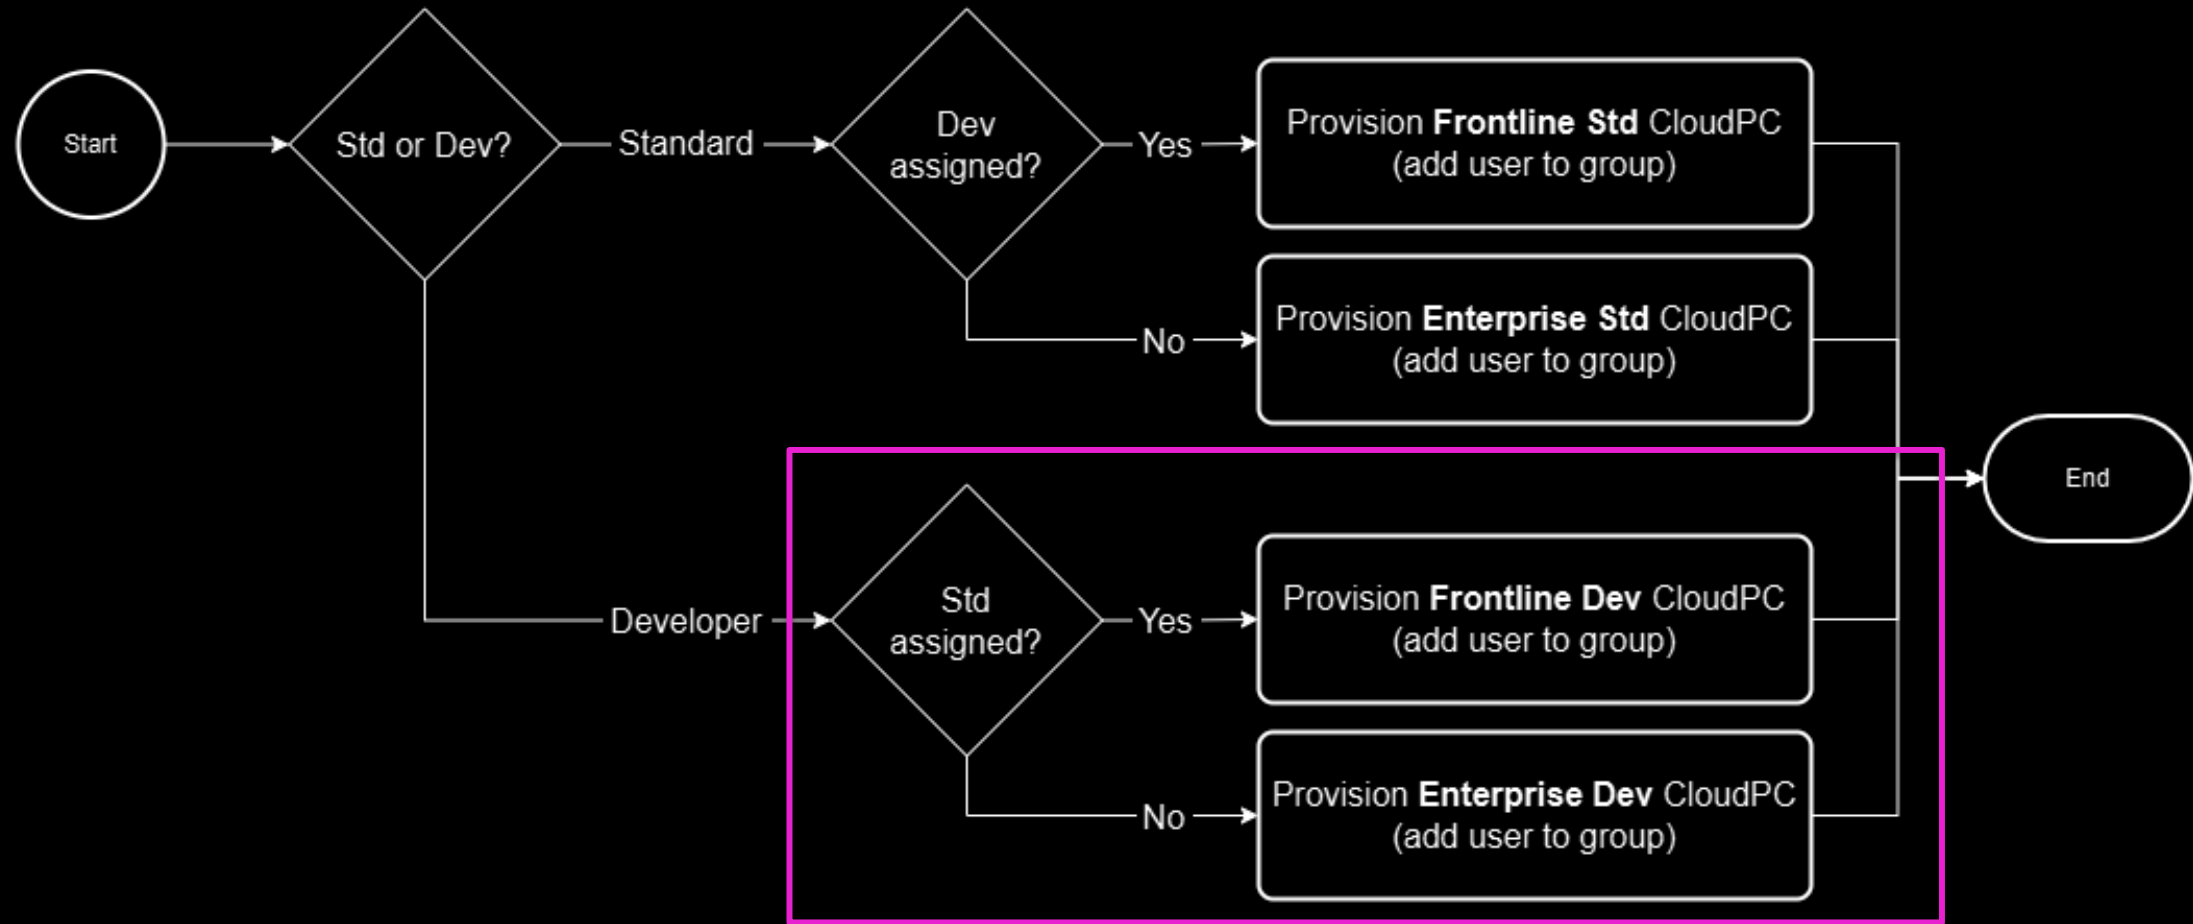 Start
Std or Dev?
Standard
Dev
assigned?
Yes
Provision Frontline Std CloudPC
(add user to group)
No
Provision Enterprise Std CloudPC
(add user to group)
Developer
Std
assigned?
Yes
Provision Frontline Dev CloudPC
(add user to group)
No
Provision Enterprise Dev CloudPC
(add user to group)
End